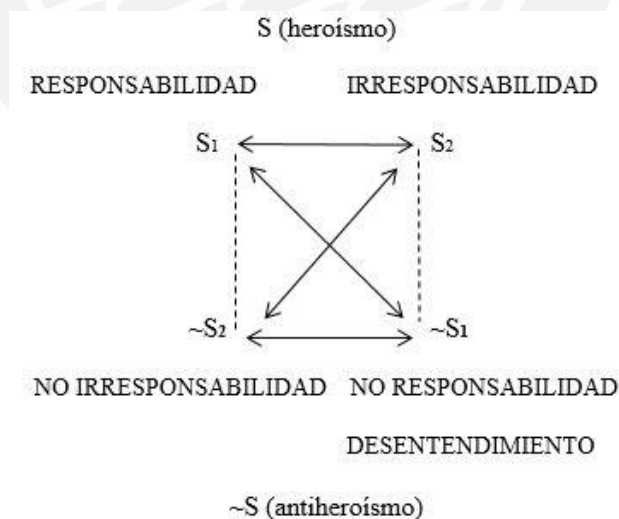 S (heroísmo)
RESPONSABILIDAD IRRESPONSABILIDAD
S1 S2
~S2 ~S1
NO IRRESPONSABILIDAD NO RESPONSABILIDAD
DESENTENDIMIENTO
~S (antiheroísmo)